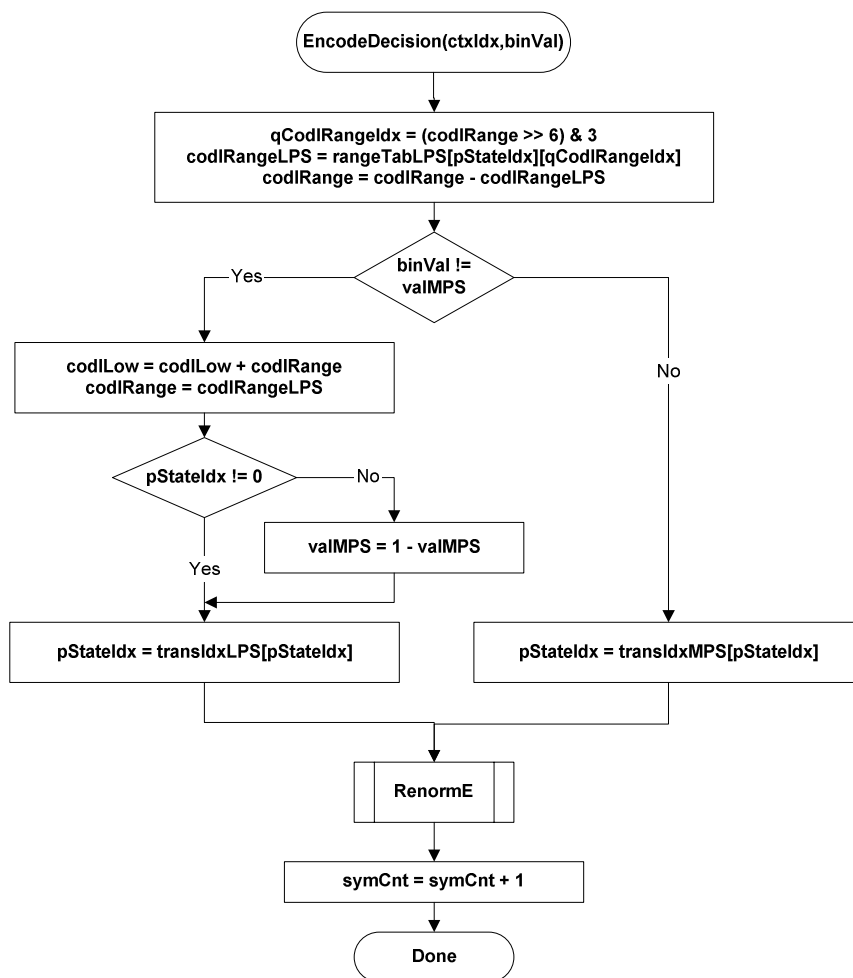 EncodeDecision(ctxIdx,binVal)
qCodIRangeIdx = (codIRange >> 6) & 3
codIRangeLPS = rangeTabLPS[pStateIdx][qCodIRangeIdx]
codIRange = codIRange - codIRangeLPS
binVal !=
valMPS
Yes
No
codILow = codILow + codIRange
codIRange = codIRangeLPS
pStateIdx != 0
No
valMPS = 1 - valMPS
Yes
pStateIdx = transIdxLPS[pStateIdx]
pStateIdx = transIdxMPS[pStateIdx]
RenormE
symCnt = symCnt + 1
Done